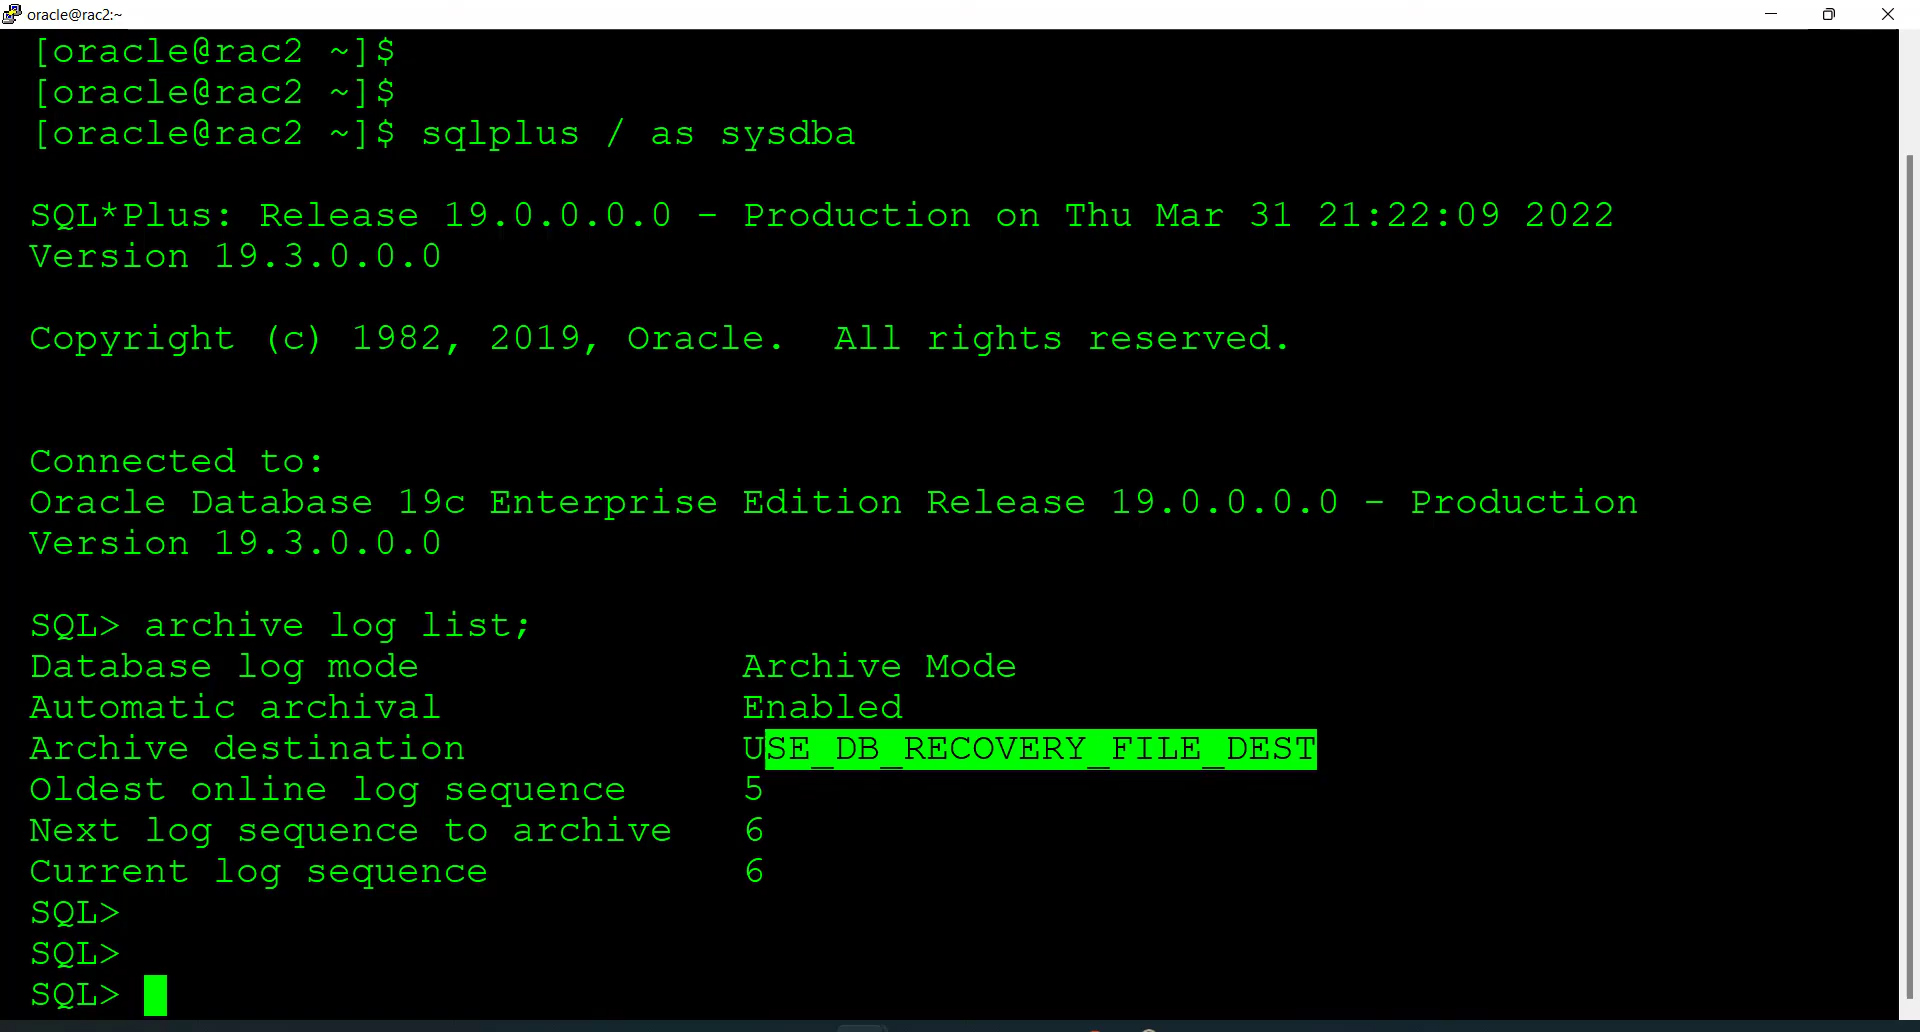 oracle@rac2:~
[oracle@rac2 ~]$
[oracle@rac2 ~]$
[oracle@rac2 ~]$ sqlplus / as sysdba
SQL*Plus: Release 19.0.0.0.0 - Production on Thu Mar 31 21:22:09 2022
Version 19.3.0.0.0
Copyright (c) 1982, 2019, Oracle.  All rights reserved.
Connected to:
Oracle Database 19c Enterprise Edition Release 19.0.0.0.0 - Production
Version 19.3.0.0.0
SQL> archive log list;
Database log mode              Archive Mode
Automatic archival             Enabled
Archive destination            USE_DB_RECOVERY_FILE_DEST
Oldest online log sequence     5
Next log sequence to archive   6
Current log sequence           6
SQL>
SQL>
SQL>